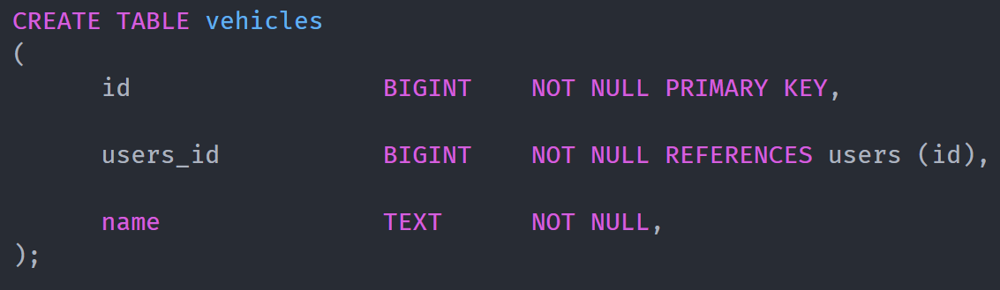 CREATE TABLE vehicles
(
id BIGINT NOT NULL PRIMARY KEY,
users_id BIGINT NOT NULL REFERENCES users (id),
name TEXT NOT NULL,
);